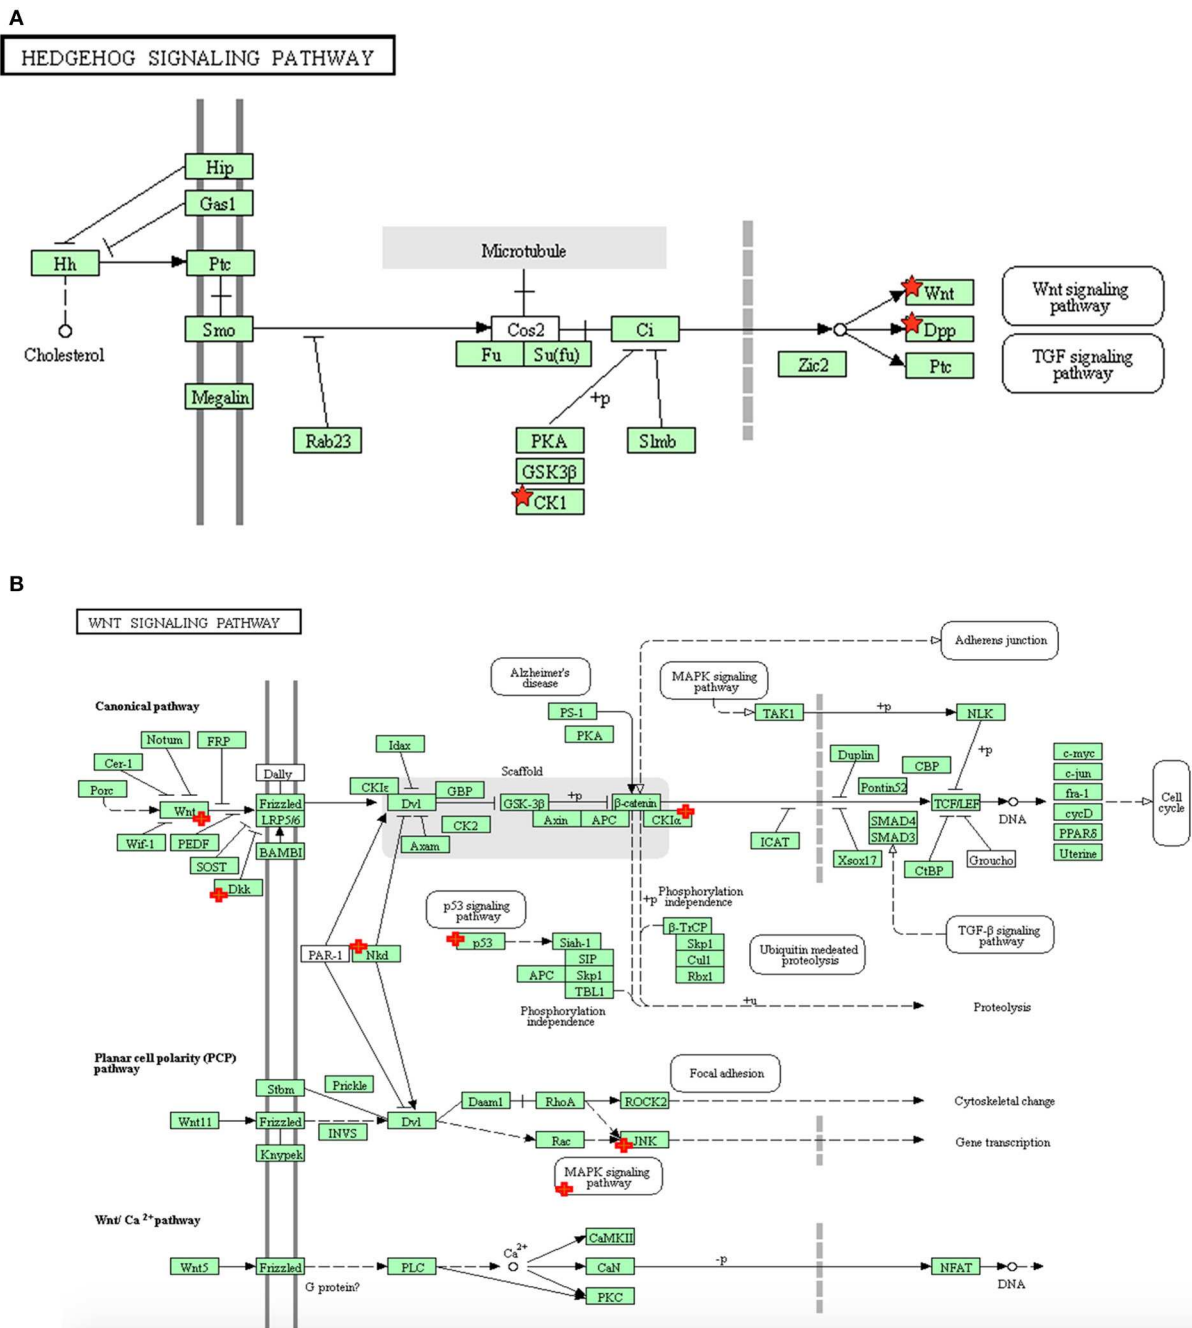 A
HEDGEHOG SIGNALING PATHWAY
Hip
Gas1
Hh
Ptc
Microtubule
Smo
Cos2
Ci
Fu
Su(fu)
Cholesterol
Megalin
Rab23
+p
PKA
Slmb
GSK3β
CK1
Wnt
Dpp
Ptc
Zic2
Wnt signaling
pathway
TGF signaling
pathway
B
WNT SIGNALING PATHWAY
Adherens junction
Alzheimer's
disease
MAPK signaling
pathway
Canonical pathway
PS-1
PKA
TAK1
+p
NLK
Notum
FRP
Idax
Cer-1
Dally
Scaffold
Duplin
CBP
+p
c-myc
Porc
CKIε
GBP
Pontin52
c-jun
Wnt
Frizzled
Dvl
GSK-3β
+p
β-catenin
TCF/LEF
DNA
fra-1
Cell
cycle
LRP5/6
CK2
Axin
APC
CKIα
SMAD4
SMAD3
cycD
Wif-1
PEDF
BAMBI
Axam
ICAT
Xsox17
CtBP
Groucho
PPARδ
Uterine
SOST
Dkk
p53 signaling
pathway
+p
Phosphorylation
independence
β-TrCP
Skp1
Cul1
Rbx1
Ubiquitin medeated
proteolysis
TGF-β signaling
pathway
PAR-1
Nkd
p53
Siah-1
SIP
APC
Skp1
TBL1
Phosphorylation
independence
+u
Proteolysis
Planar cell polarity (PCP)
pathway
Stbm
Prickle
Focal adhesion
Wnt11
Frizzled
INVS
Dvl
Daam1
RhoA
ROCK2
Cytoskeletal change
Knypek
Rac
JNK
Gene transcription
MAPK signaling
pathway
Wnt/ Ca 2+ pathway
Wnt5
Frizzled
G protein?
PLC
Ca2+
CaMKII
CaN
PKC
-p
NFAT
DNA